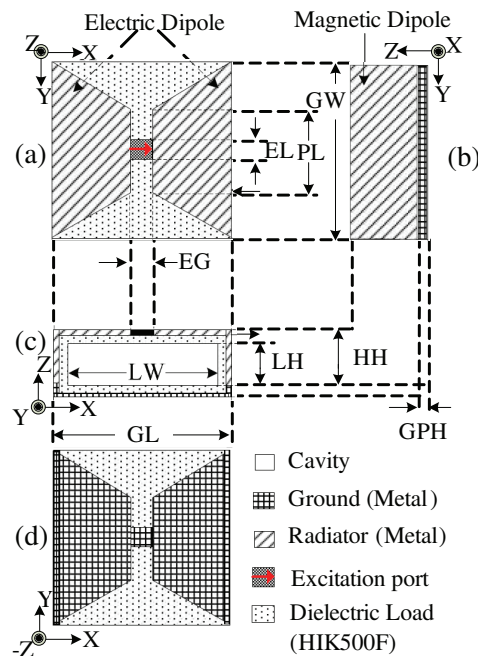 Electric Dipole
Magnetic Dipole
Z
X
Y
Z
X
Y
GW
(a)
EL
PL
(b)
EG
(c)
Z
LW
LH
HH
Y
X
GL
GPH
Cavity
Ground (Metal)
(d)
Radiator (Metal)
Excitation port
Y
X
-Z
Dielectric Load
(HIK500F)